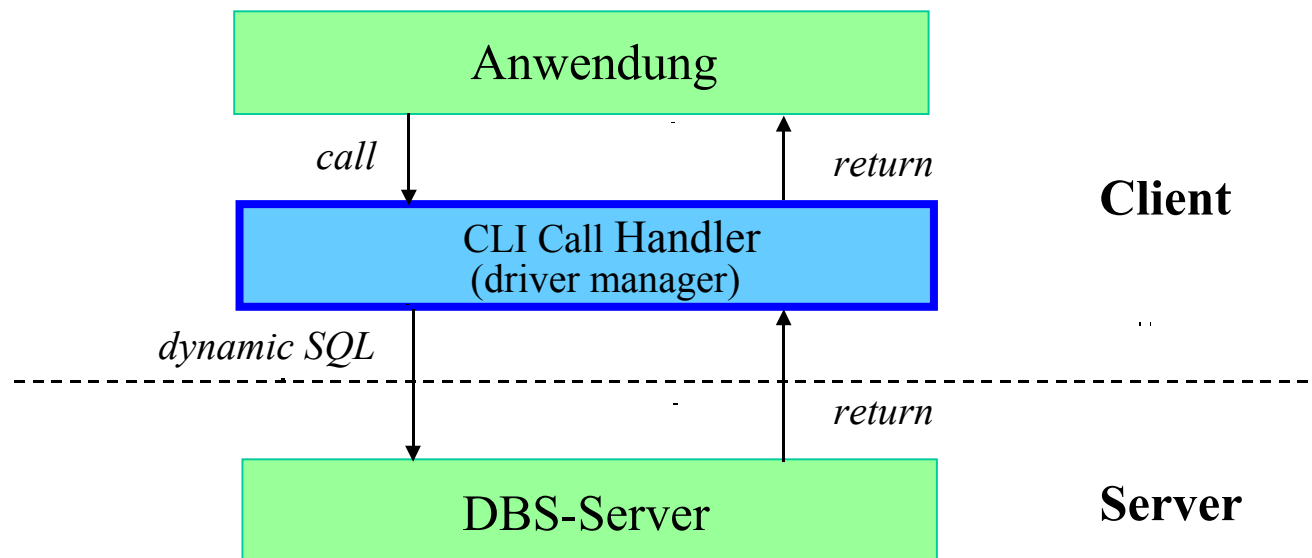 Anwendung
call
return
Client
CLI Call Handler
(driver manager)
dynamic SQL
return
DBS-Server
Server